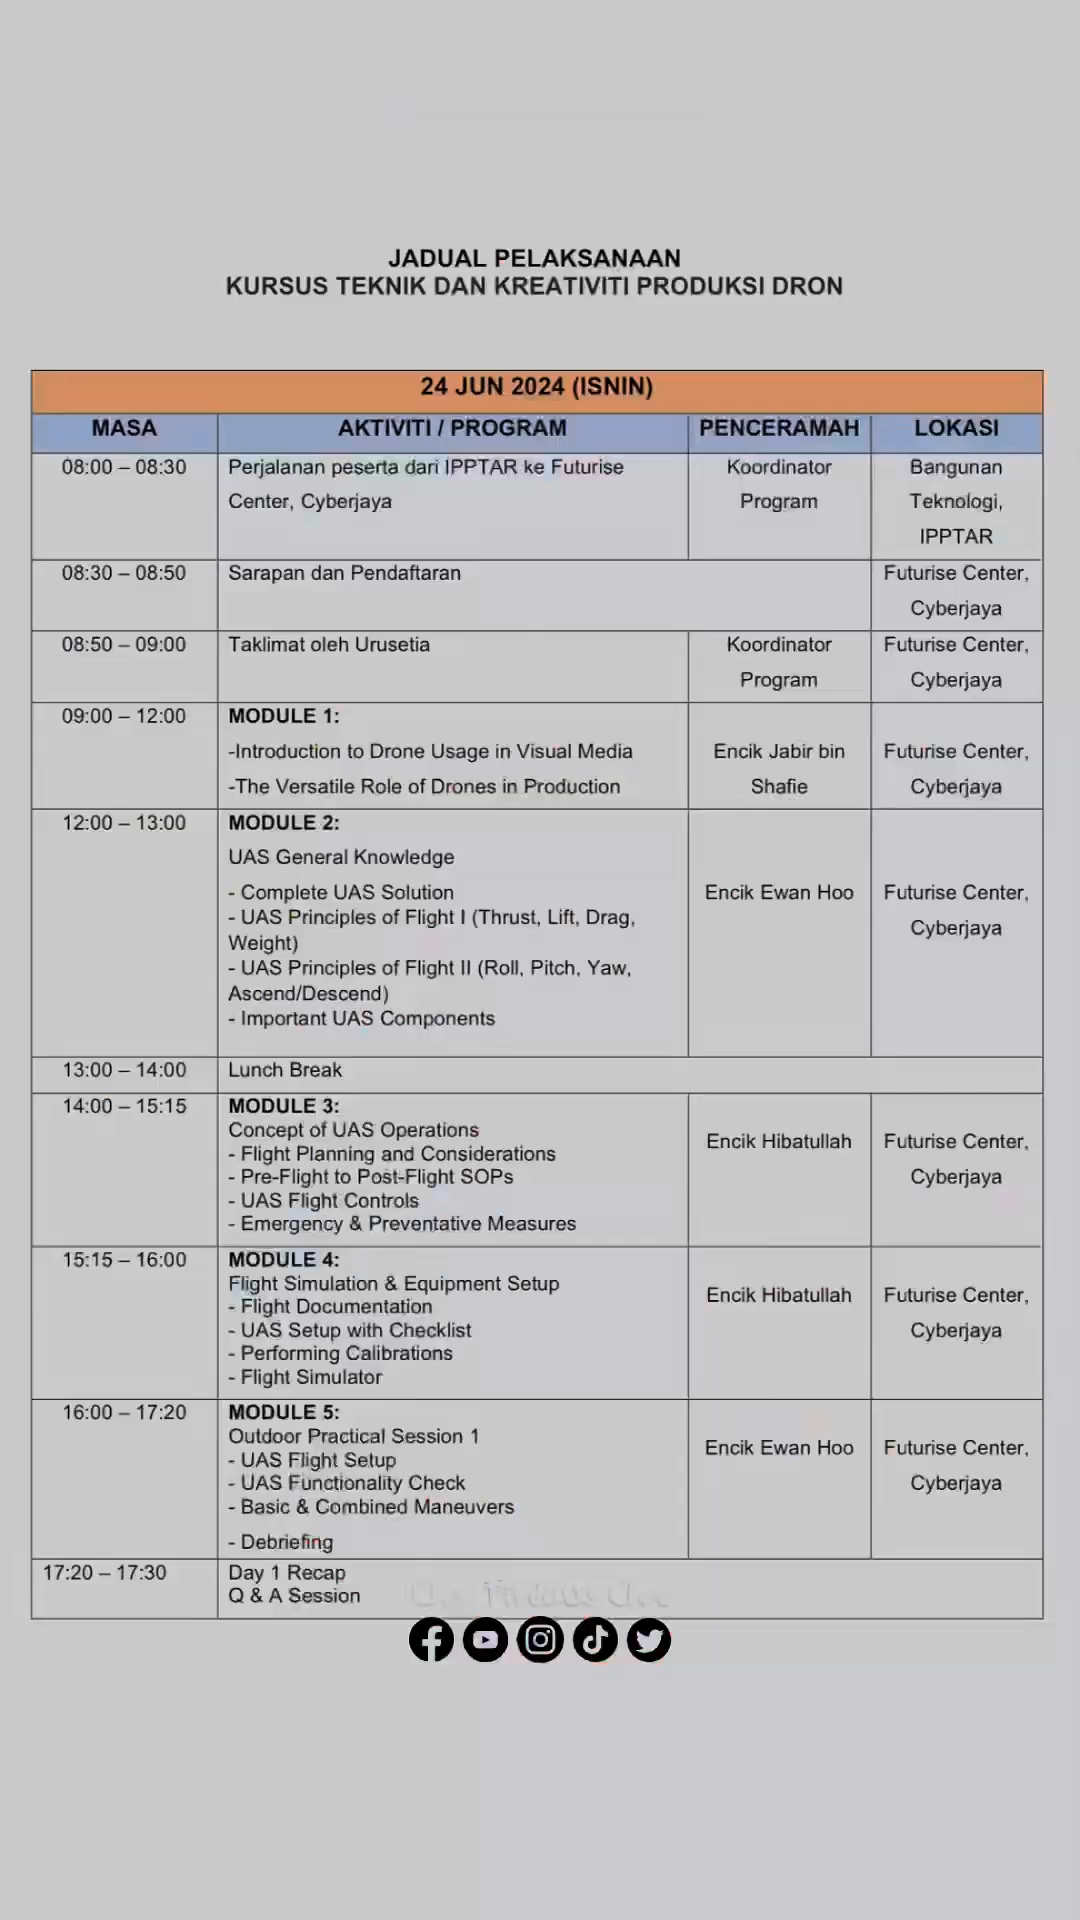 JADUAL PELAKSANAAN
KURSUS TEKNIK DAN KREATIVITI PRODUKSI DRON
24 JUN 2024 (ISNIN)
MASA AKTIVITI / PROGRAM PENCERAMAH LOKASI
08:00 – 08:30 Perjalanan peserta dari IPPTAR ke Futurise Koordinator Bangunan
Center, Cyberjaya Program Teknologi,
IPPTAR
08:30 – 08:50 Sarapan dan Pendaftaran Futurise Center,
Cyberjaya
08:50 – 09:00 Taklimat oleh Urusetia Koordinator Futurise Center,
Program Cyberjaya
09:00 – 12:00 MODULE 1:
-Introduction to Drone Usage in Visual Media Encik Jabir bin Futurise Center,
-The Versatile Role of Drones in Production Shafie Cyberjaya
12:00 – 13:00 MODULE 2:
UAS General Knowledge
- Complete UAS Solution Encik Ewan Hoo Futurise Center,
- UAS Principles of Flight I (Thrust, Lift, Drag, Cyberjaya
Weight)
- UAS Principles of Flight II (Roll, Pitch, Yaw,
Ascend/Descend)
- Important UAS Components
13:00 – 14:00 Lunch Break
14:00 – 15:15 MODULE 3:
Concept of UAS Operations Encik Hibatullah Futurise Center,
- Flight Planning and Considerations
- Pre-Flight to Post-Flight SOPs Cyberjaya
- UAS Flight Controls
- Emergency & Preventative Measures
15:15 – 16:00 MODULE 4:
Flight Simulation & Equipment Setup Encik Hibatullah Futurise Center,
- Flight Documentation
- UAS Setup with Checklist Cyberjaya
- Performing Calibrations
- Flight Simulator
16:00 – 17:20 MODULE 5:
Outdoor Practical Session 1 Encik Ewan Hoo Futurise Center,
- UAS Flight Setup
- UAS Functionality Check Cyberjaya
- Basic & Combined Maneuvers
- Debriefing
17:20 – 17:30 Day 1 Recap
Q & A Session